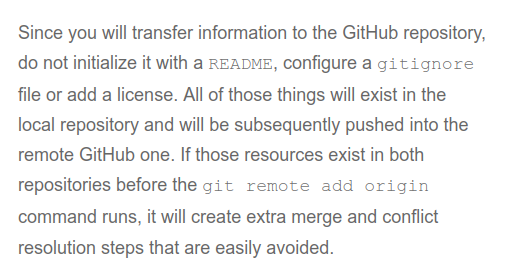 Since you will transfer information to the GitHub repository,
do not initialize it with a README, configure a gitignore
file or add a license. All of those things will exist in the
local repository and will be subsequently pushed into the
remote GitHub one. If those resources exist in both
repositories before the git remote add origin
command runs, it will create extra merge and conflict
resolution steps that are easily avoided.